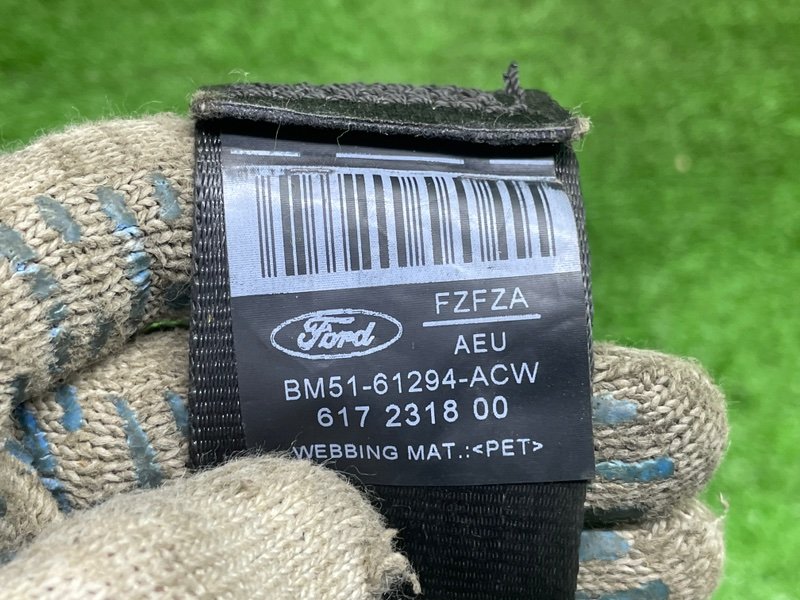 FZFZA
Ford
AEU
BM51-61294-ACW
617 2318 00
WEBBING MAT.:<PET>